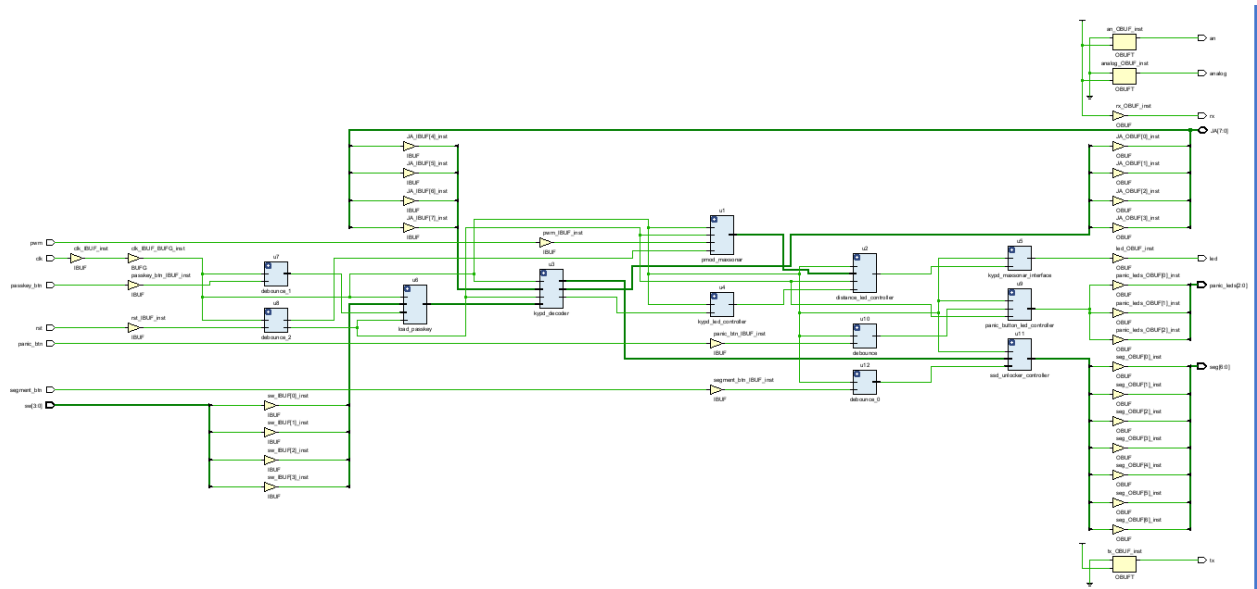 an_OBUF_inst
an
OBUFT
analog_OBUF_inst
analog
OBUFT
rx_OBUF_inst
rx
OBUF
JA[7:0]
JA_IBUF[4]_inst
JA_OBUF[0]_inst
IBUF
OBUF
JA_IBUF[5]_inst
JA_OBUF[1]_inst
IBUF
OBUF
JA_IBUF[6]_inst
JA_OBUF[2]_inst
IBUF
OBUF
u1
JA_IBUF[7]_inst
JA_OBUF[3]_inst
IBUF
OBUF
pwm
pwm_IBUF_inst
IBUF
pmod_maxsonar
clk
clk_IBUF_inst
IBUF
clk_IBUF_BUFG_inst
BUFG
u2
distance_led_controller
u5
kypd_maxsonar_interface
led_OBUF_inst
led
OBUF
passkey_btn
passkey_btn_IBUF_inst
IBUF
u7
debounce_1
u6
load_passkey
u3
kypd_decoder
u4
kypd_led_controller
u9
panic_button_led_controller
panic_leds_OBUF[0]_inst
OBUF
panic_leds[2:0]
panic_leds_OBUF[1]_inst
OBUF
panic_leds_OBUF[2]_inst
OBUF
u8
debounce_2
rst
rst_IBUF_inst
IBUF
u10
debounce
panic_btn
panic_btn_IBUF_inst
IBUF
u11
ssd_unlocker_controller
u12
debounce_0
segment_btn
segment_btn_IBUF_inst
IBUF
sw[3:0]
sw_IBUF[0]_inst
IBUF
sw_IBUF[1]_inst
IBUF
sw_IBUF[2]_inst
IBUF
sw_IBUF[3]_inst
IBUF
seg_OBUF[0]_inst
seg[6:0]
OBUF
seg_OBUF[1]_inst
OBUF
seg_OBUF[2]_inst
OBUF
seg_OBUF[3]_inst
OBUF
seg_OBUF[4]_inst
OBUF
seg_OBUF[5]_inst
OBUF
seg_OBUF[6]_inst
OBUF
tx_OBUF_inst
tx
OBUFT